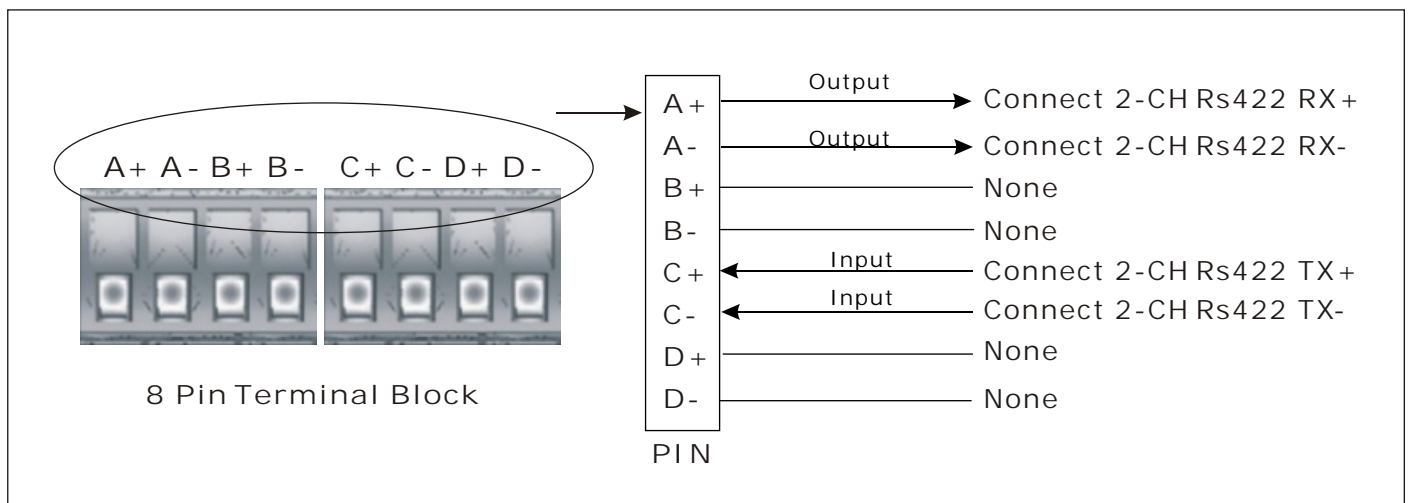 A+ A- B+ B- C+ C- D+ D-
8 Pin Terminal Block
A+ Output Connect 2-CH Rs422 RX+
A- Output Connect 2-CH Rs422 RX-
B+ None
B- None
C+ Input Connect 2-CH Rs422 TX+
C- Input Connect 2-CH Rs422 TX-
D+ None
D- None
PIN